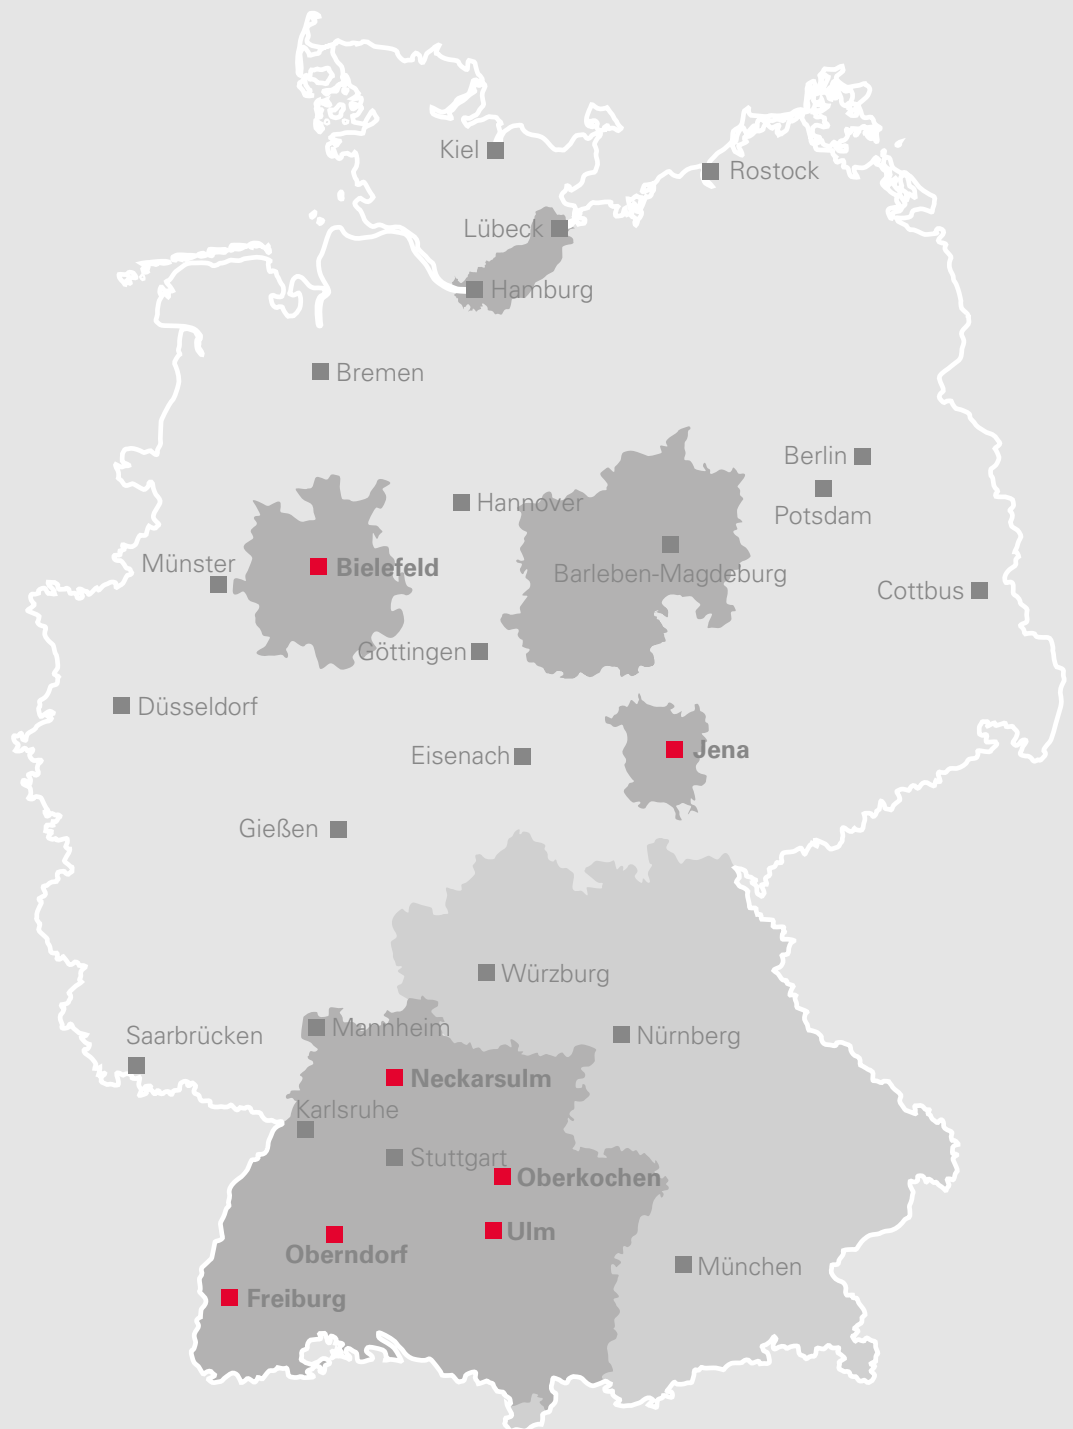 Kiel
Rostock
Lübeck
Hamburg
Bremen
Berlin
Hannover
Potsdam
Münster
Bielefeld
Barleben-Magdeburg
Cottbus
Göttingen
Düsseldorf
Jena
Eisenach
Gießen
Würzburg
Mannheim
Saarbrücken
Nürnberg
Neckarsulm
Karlsruhe
Stuttgart
Oberkochen
Ulm
Oberndorf
München
Freiburg